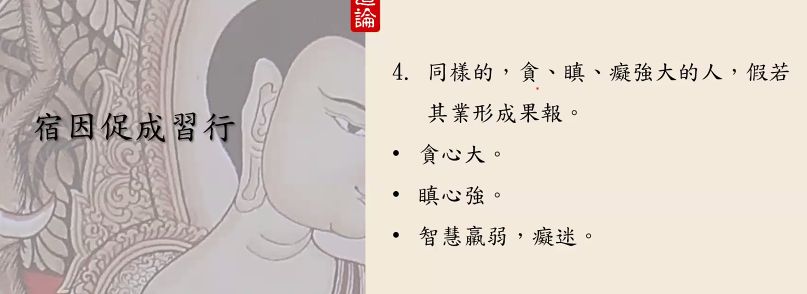 論
宿因促成習行
4. 同樣的,貪、瞋、癡強大的人,假若
其業形成果報。
• 貪心大。
• 瞋心強。
• 智慧羸弱,癡迷。